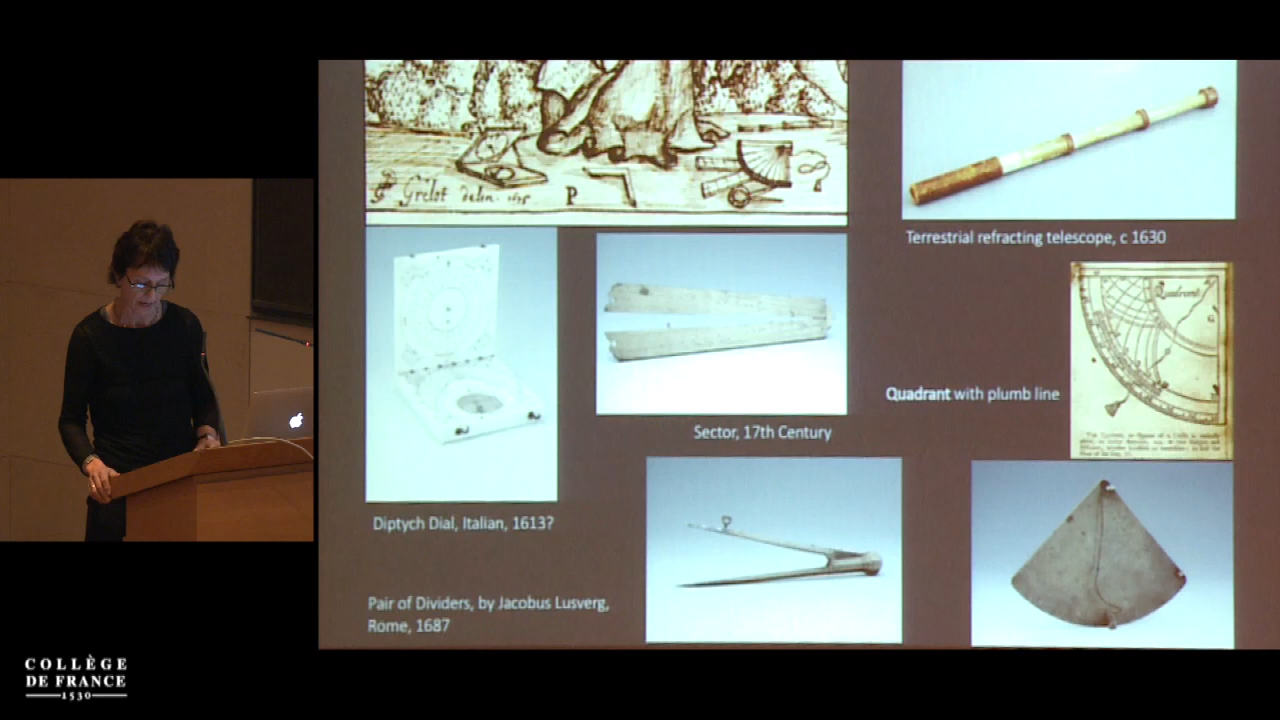 Grelot delin. 1675
P
Terrestrial refracting telescope, c 1630
Quadrant
G
Quadrant with plumb line
Sector, 17th Century
Diptych Dial, Italian, 1613?
Pair of Dividers, by Jacobus Lusverg,
Rome, 1687
COLLÈGE
DE FRANCE
1530